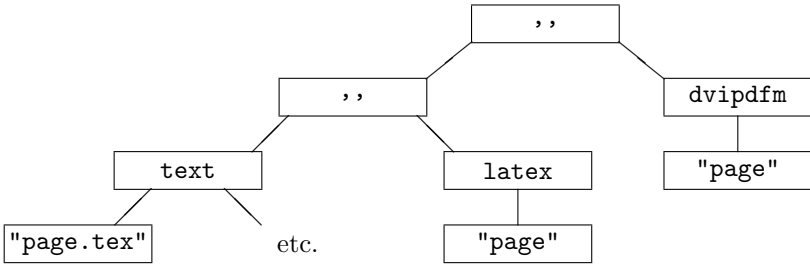 ,,
,, dvipdfm
text latex "page"
"page.tex" etc. "page"